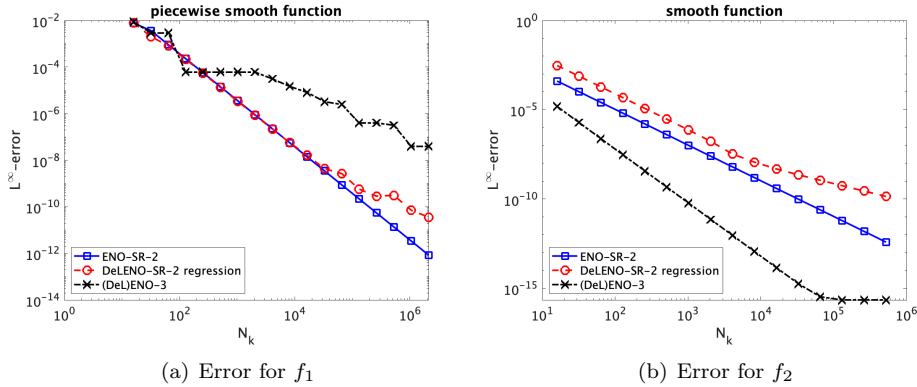 piecewise smooth function
10^-2
10^-4
10^-6
10^-8
10^-10
10^-12
10^-14
L^∞-error
ENO-SR-2
DeLENO-SR-2 regression
(DeL)ENO-3
10^0
10^2
10^4
10^6
N_k
(a) Error for f_1
smooth function
10^0
10^-5
10^-10
10^-15
L^∞-error
ENO-SR-2
DeLENO-SR-2 regression
(DeL)ENO-3
10^1
10^2
10^3
10^4
10^5
10^6
N_k
(b) Error for f_2